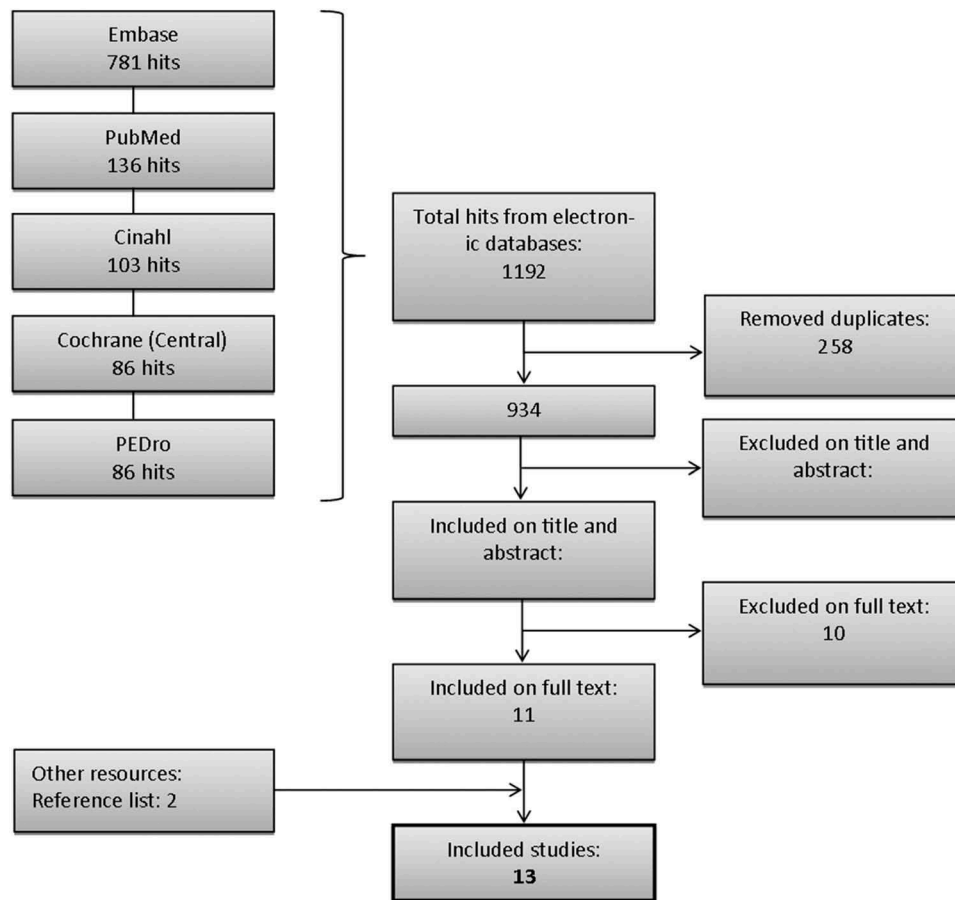 Embase
781 hits
PubMed
136 hits
Cinahl
103 hits
Cochrane (Central)
86 hits
PEDro
86 hits
Total hits from electron-
ic databases:
1192
Removed duplicates:
258
934
Excluded on title and
abstract:
Included on title and
abstract:
Excluded on full text:
10
Included on full text:
11
Other resources:
Reference list: 2
Included studies:
13